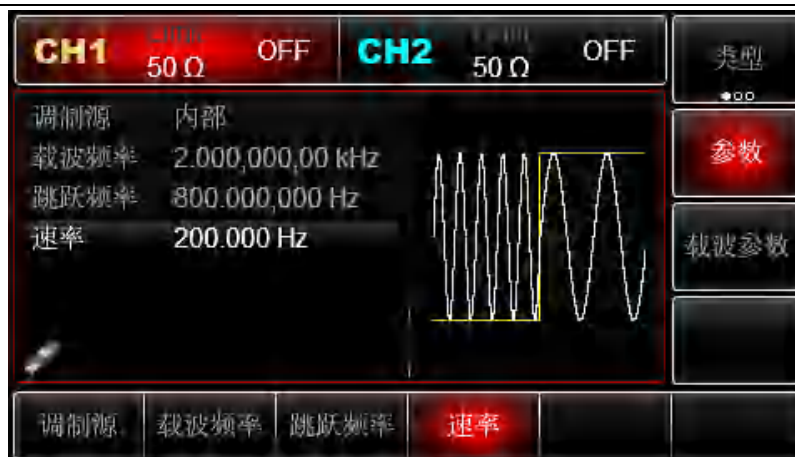 CH1 50 Ω OFF CH2 50 Ω OFF
类型
调制源 内部
载波频率 2.000,000,00 kHz
跳跃频率 800.000,000 Hz
速率 200.000 Hz
参数
载波参数
调制源 载波频率 跳跃频率 速率